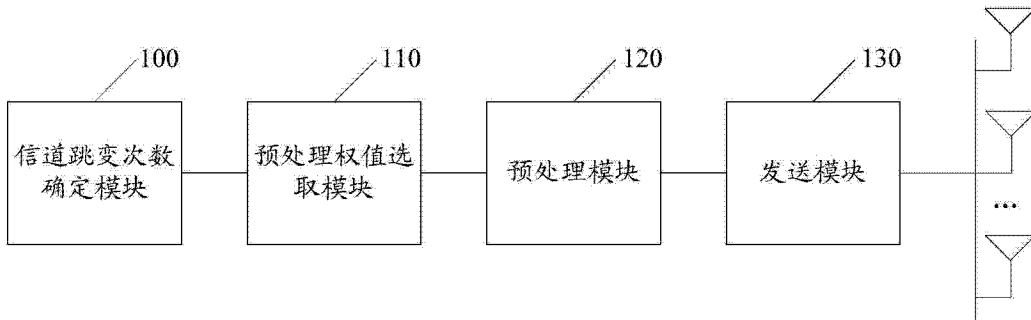 100
110
120
130
信道跳变次数
确定模块
预处理权值选
取模块
预处理模块
发送模块
...